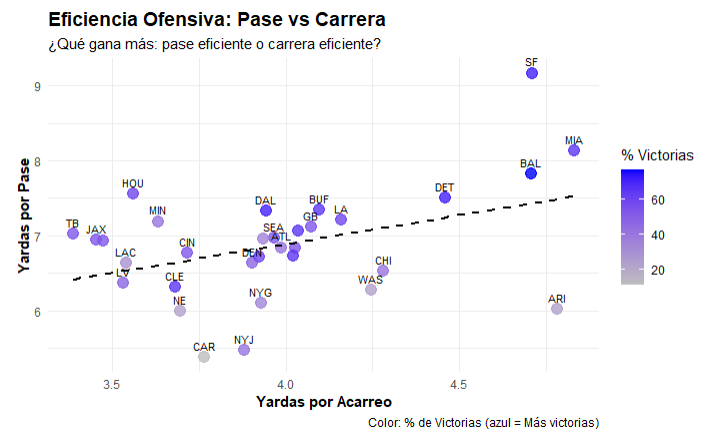 Eficiencia Ofensiva: Pase vs Carrera
¿Qué gana más: pase eficiente o carrera eficiente?
SF
9
MIA
% Victorias
8
BAL
HOU
DET
60
DAL
BUF
MIN
LA
GB
TB
JAX
SEA
40
7
ATL
CIN
DEN
LAC
CHI
20
LV
CLE
WAS
NYG
NE
ARI
6
CAR
NYJ
3.5
4.0
4.5
Yardas por Pase
Yardas por Acarreo
Color: % de Victorias (azul = Más victorias)